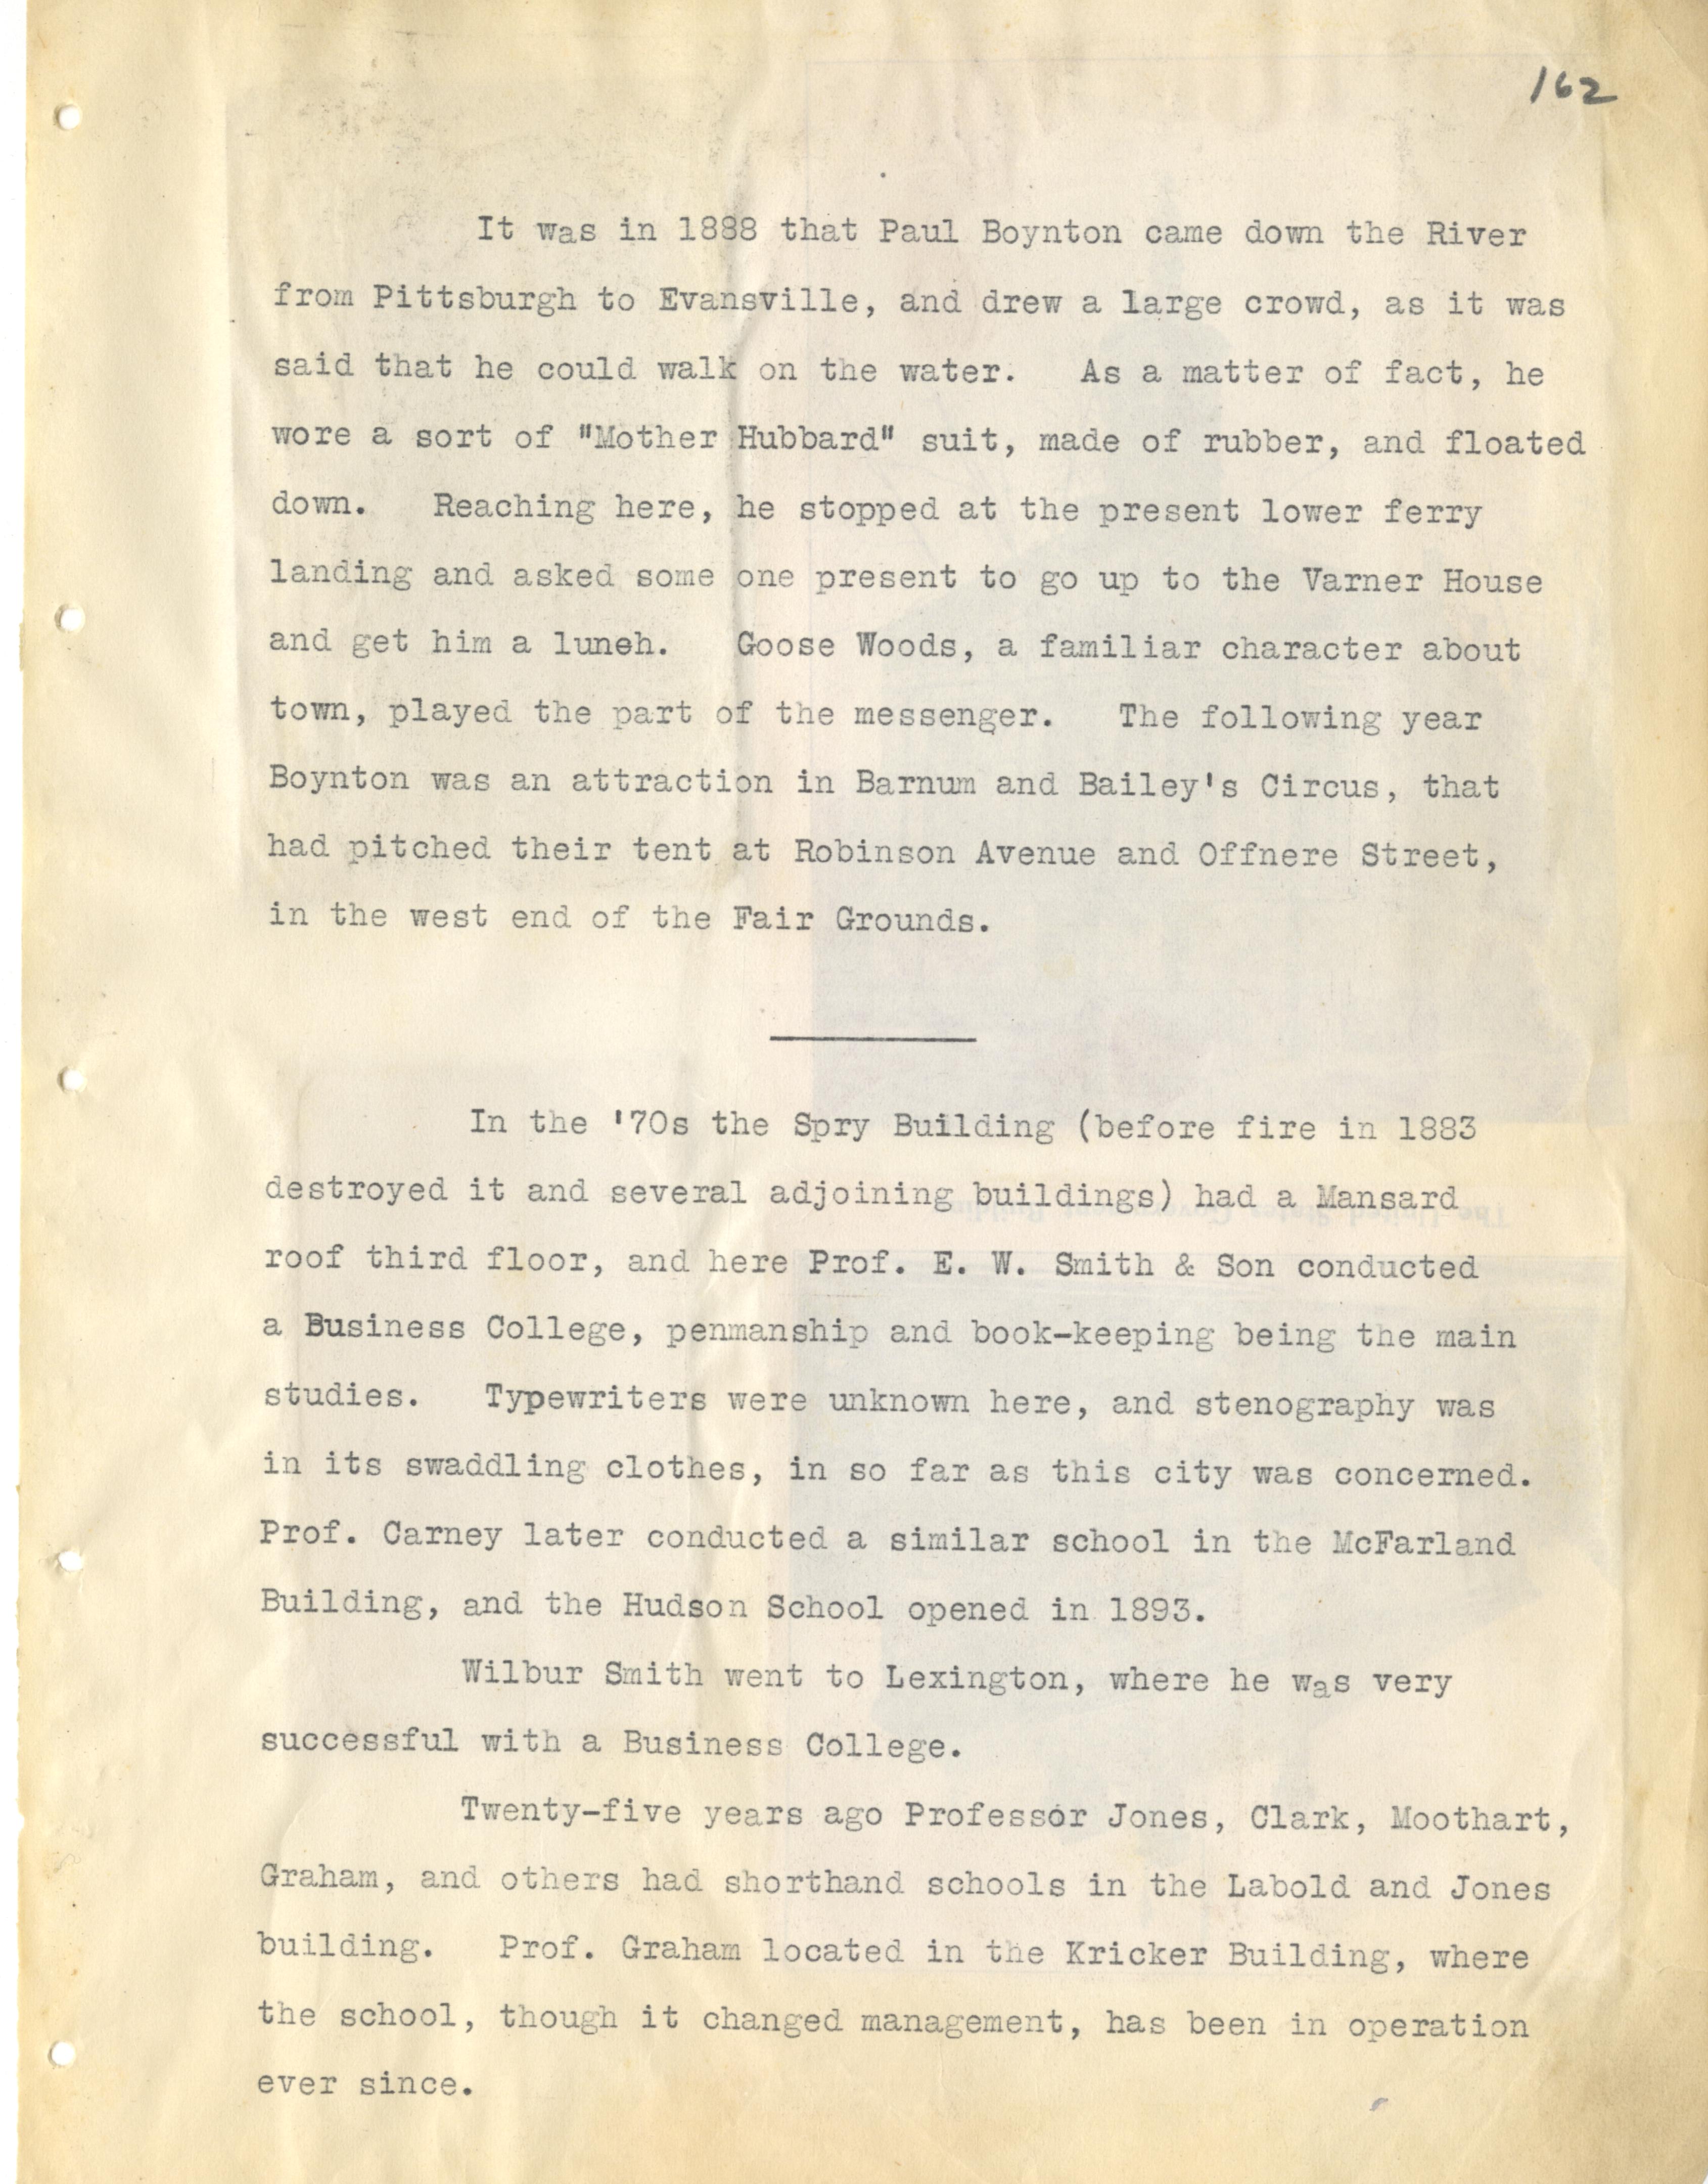 162
It was in 1888 that Paul Boynton came down the River
from Pittsburgh to Evansville, and drew a large crowd, as it was
said that he could walk on the water. As a matter of fact, he
wore a sort of "Mother Hubbard" suit, made of rubber, and floated
down. Reaching here, he stopped at the present lower ferry
landing and asked some one present to go up to the Varner House
and get him a luneh. Goose Woods, a familiar character about
town, played the part of the messenger. The following year
Boynton was an attraction in Barnum and Bailey's Circus, that
had pitched their tent at Robinson Avenue and Offnere Street,
in the west end of the Fair Grounds.
In the '70s the Spry Building (before fire in 1883
destroyed it and several adjoining buildings) had a Mansard
roof third floor, and here Prof. E. W. Smith & Son conducted
a Business College, penmanship and book-keeping being the main
studies. Typewriters were unknown here, and stenography was
in its swaddling clothes, in so far as this city was concerned.
Prof. Carney later conducted a similar school in the McFarland
Building, and the Hudson School opened in 1893.
Wilbur Smith went to Lexington, where he was very
successful with a Business College.
Twenty-five years ago Professor Jones, Clark, Moothart,
Graham, and others had shorthand schools in the Labold and Jones
building. Prof. Graham located in the Kricker Building, where
the school, though it changed management, has been in operation
ever since.